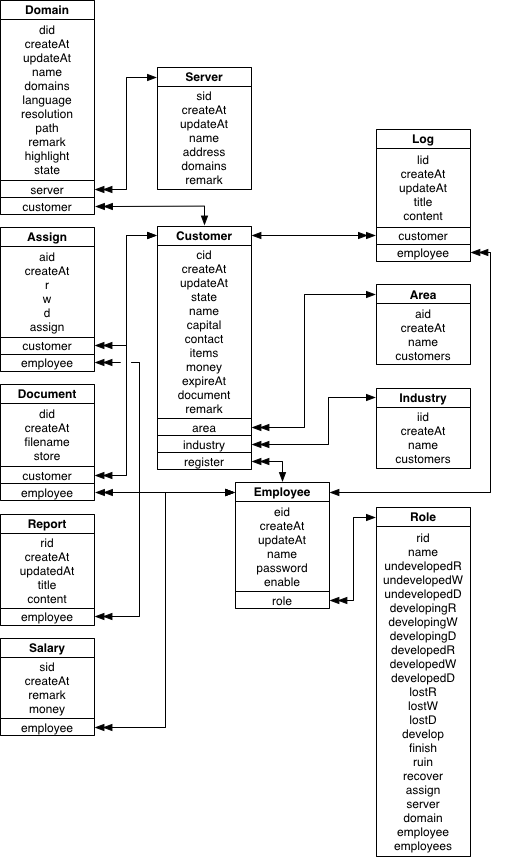 Domain
did
createAt
updateAt
name
domains
language
resolution
path
remark
highlight
state
server
customer
Server
sid
createAt
updateAt
name
address
domains
remark
Log
lid
createAt
updateAt
title
content
customer
employee
Assign
aid
createAt
r
w
d
assign
customer
employee
Customer
cid
createAt
updateAt
state
name
capital
contact
items
money
expireAt
document
remark
area
industry
register
Area
aid
createAt
name
customers
Document
did
createAt
filename
store
customer
employee
Industry
iid
createAt
name
customers
Employee
eid
createAt
updateAt
name
password
enable
role
Report
rid
createAt
updatedAt
title
content
employee
Role
rid
name
undevelopedR
undevelopedW
undevelopedD
developingR
developingW
developingD
developedR
developedW
developedD
lostR
lostW
lostD
develop
finish
ruin
recover
assign
server
domain
employee
employees
Salary
sid
createAt
remark
money
employee